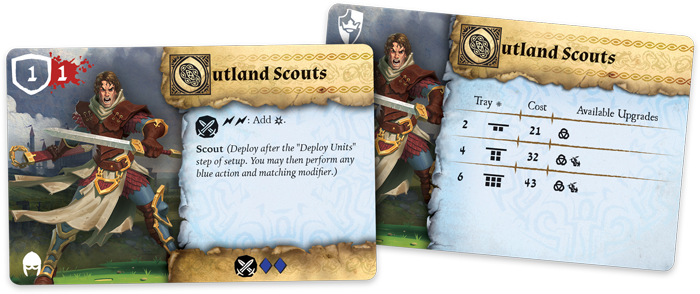 1 1
Outland Scouts
: Add .
Scout (Deploy after the "Deploy Units"
step of setup. You may then perform any
blue action and matching modifier.)
Outland Scouts
Tray Cost Available Upgrades
2 21
4 32
6 43